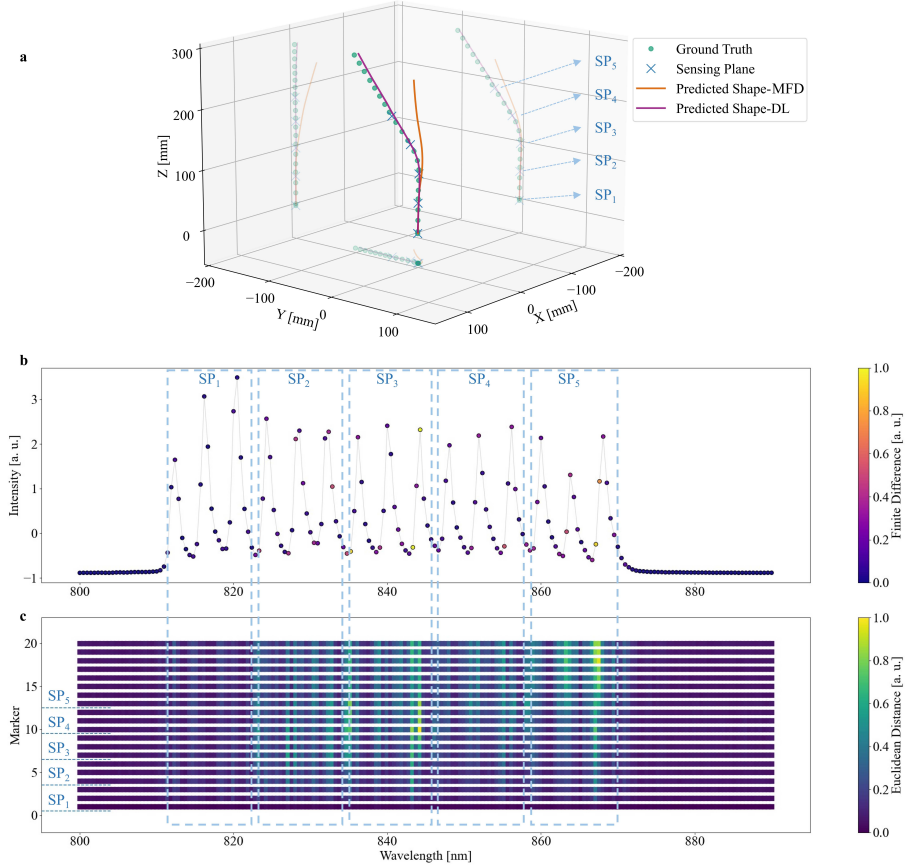 a
300
200
100
0
Z [mm]
−200
−100
0
100
Y [mm]
100
0
−100
−200
X [mm]
SP5
SP4
SP3
SP2
SP1
Ground Truth
Sensing Plane
Predicted Shape-MFD
Predicted Shape-DL
b
SP1 SP2 SP3 SP4 SP5
3
2
1
0
−1
Intensity [a. u.]
800 820 840 860 880
1.0
0.8
0.6
0.4
0.2
0.0
Finite Difference [a. u.]
c
20
15
10
5
0
Marker
SP5
SP4
SP3
SP2
SP1
800 820 840 860 880
Wavelength [nm]
1.0
0.8
0.6
0.4
0.2
0.0
Euclidean Distance [a. u.]